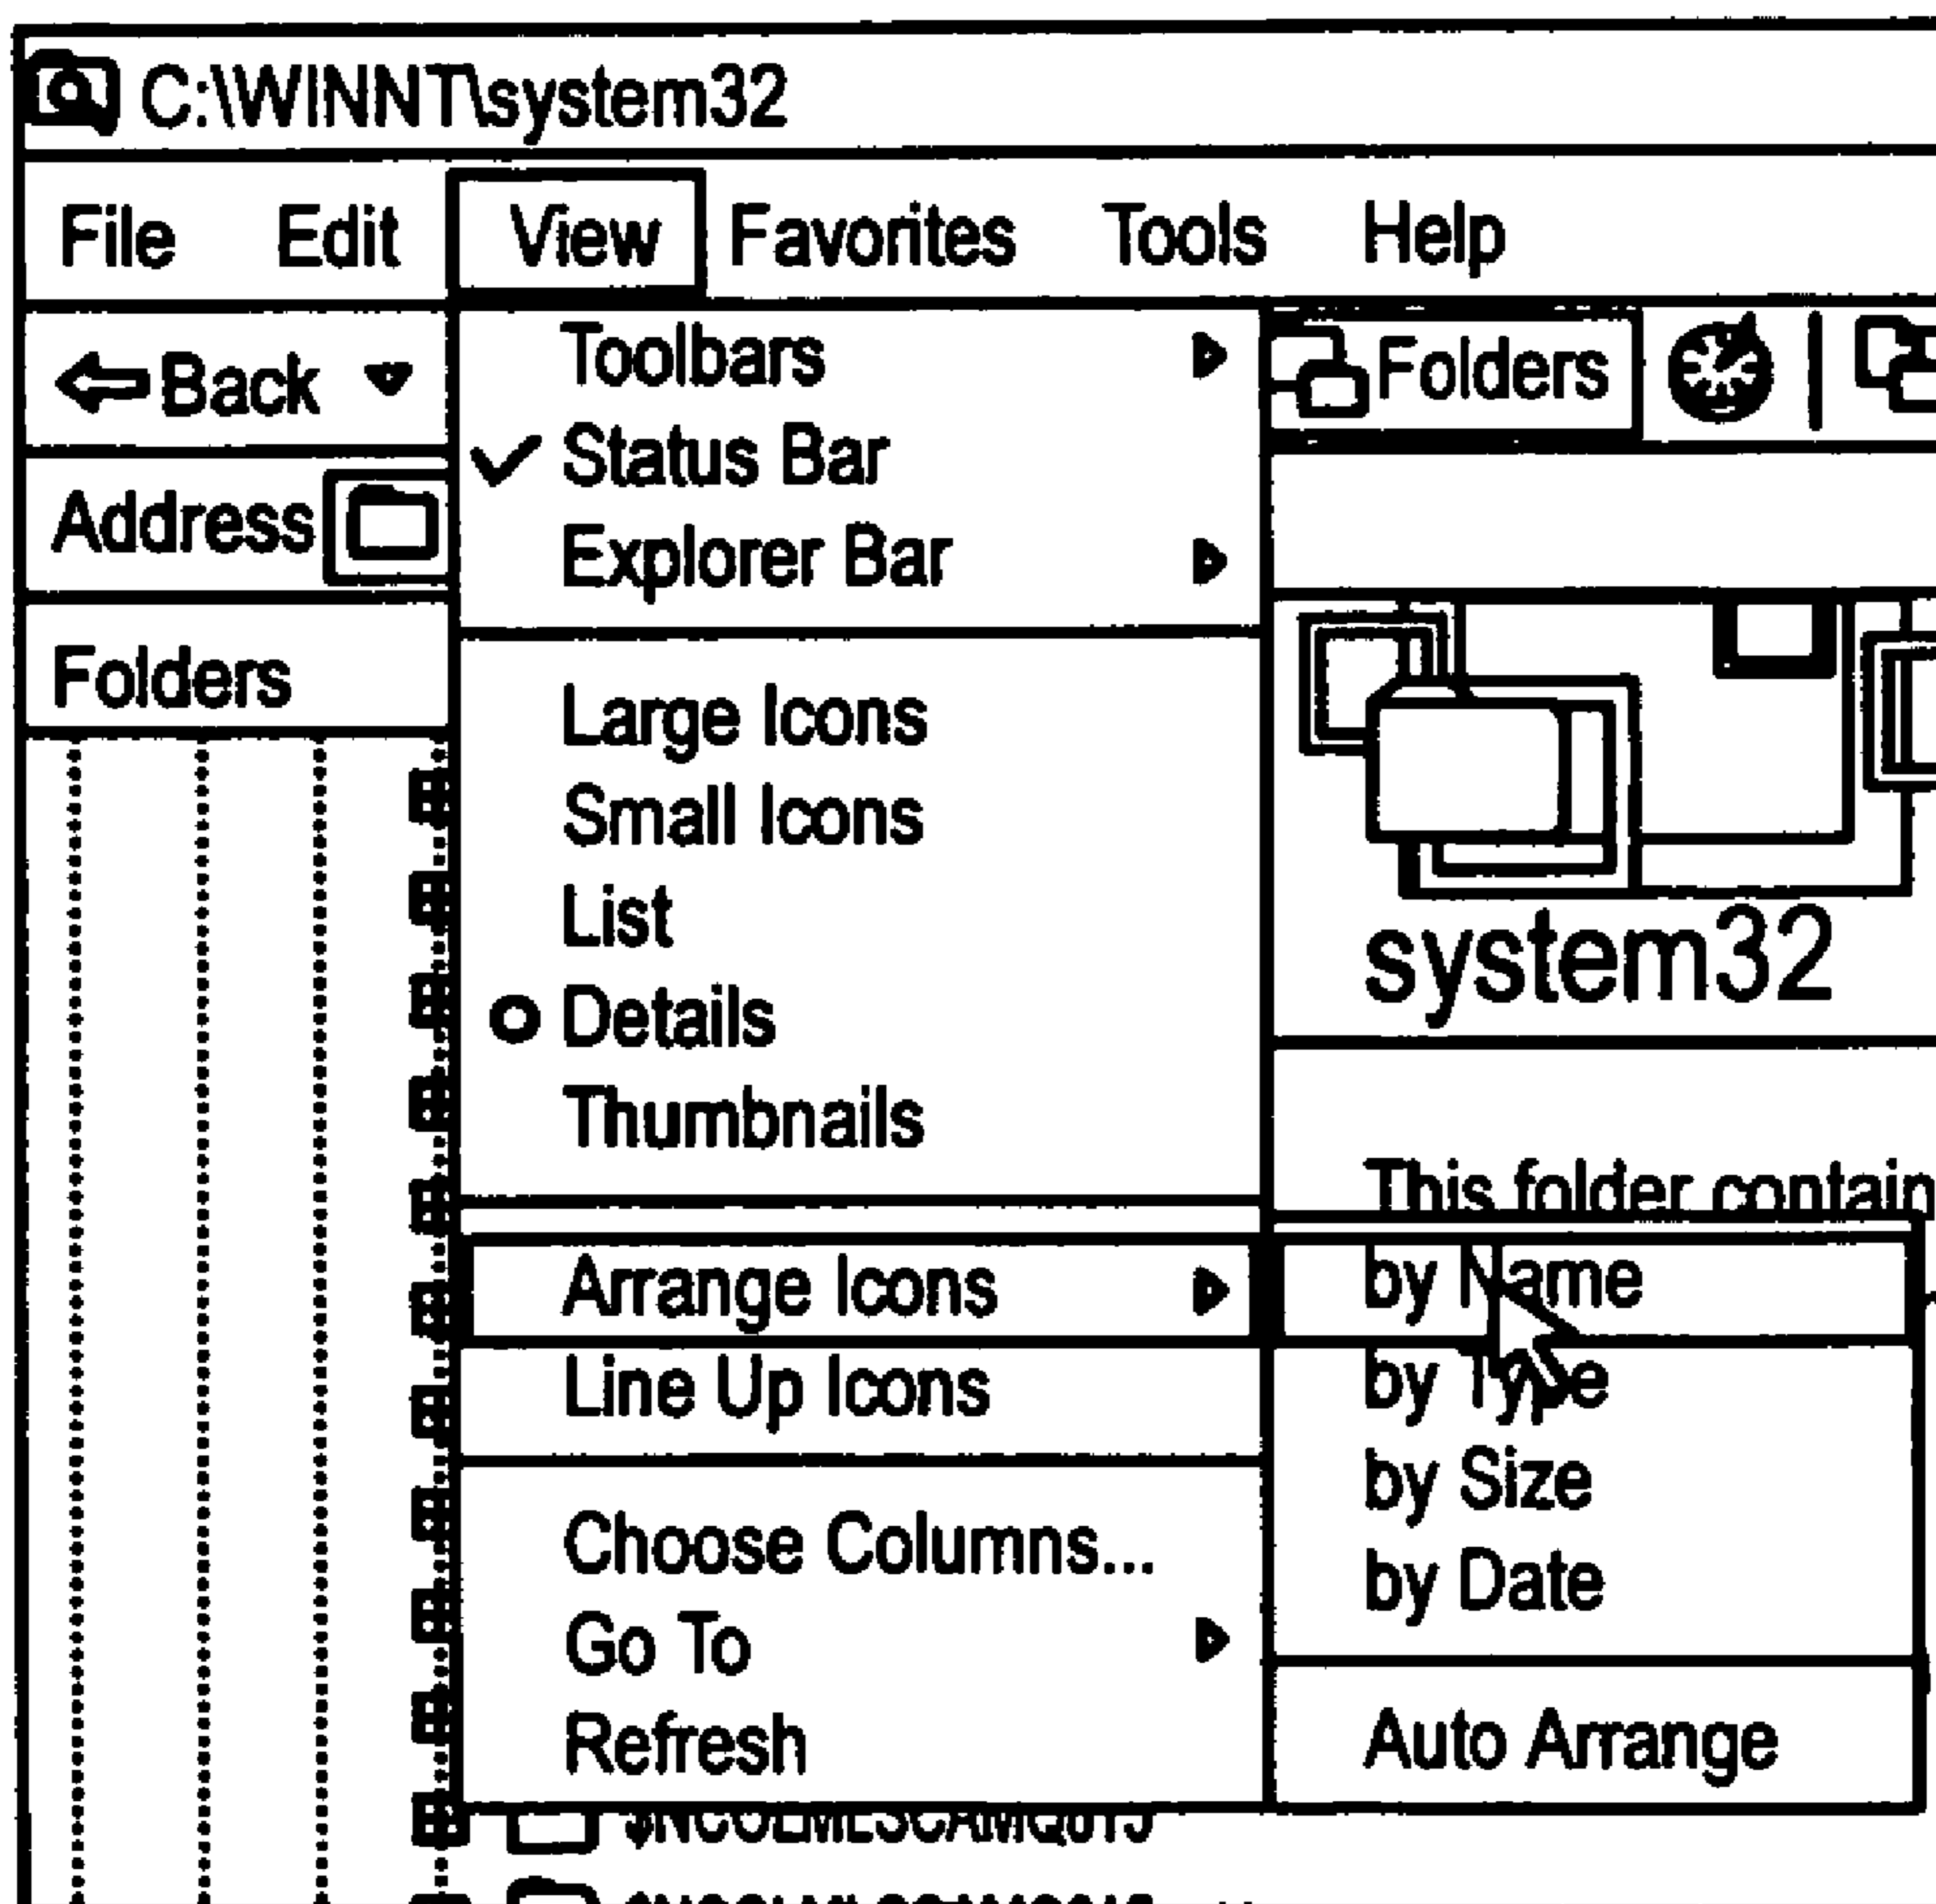 C:\WINNT\system32
File Edit View Favorites Tools Help
Back
Folders
Address
Folders
Toolbars
Status Bar
Explorer Bar
Large Icons
Small Icons
List
Details
Thumbnails
Arrange Icons
Line Up Icons
Choose Columns...
Go To
Refresh
system32
This folder contain
by Name
by Type
by Size
by Date
Auto Arrange